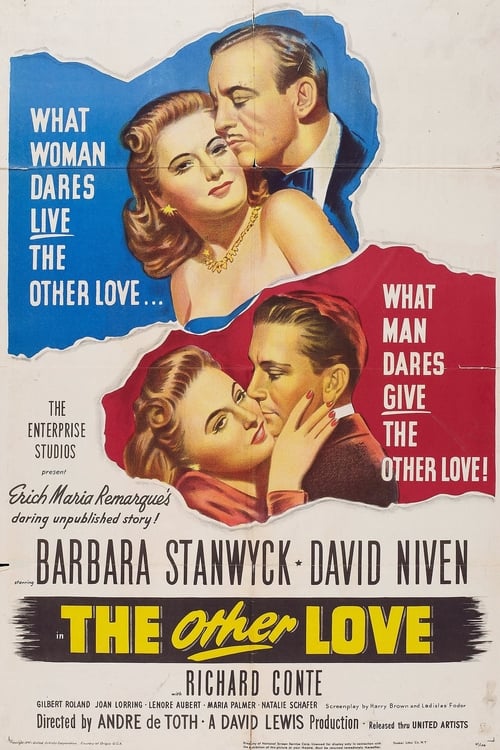 WHAT
WOMAN
DARES
LIVE
THE
OTHER LOVE...
WHAT
MAN
DARES
GIVE
THE
OTHER LOVE!
THE
ENTERPRISE
STUDIOS
present
Erich Maria Remarque's
daring unpublished story!
starring BARBARA STANWYCK ★ DAVID NIVEN
in THE Other LOVE
with RICHARD CONTE
GILBERT ROLAND JOAN LORRING · LENORE AUBERT · MARIA PALMER · NATALIE SCHAFER Screenplay by Harry Brown and Ladislas Fodor
Directed by ANDRE de TOTH · A DAVID LEWIS PRODUCTION · Released thru UNITED ARTISTS